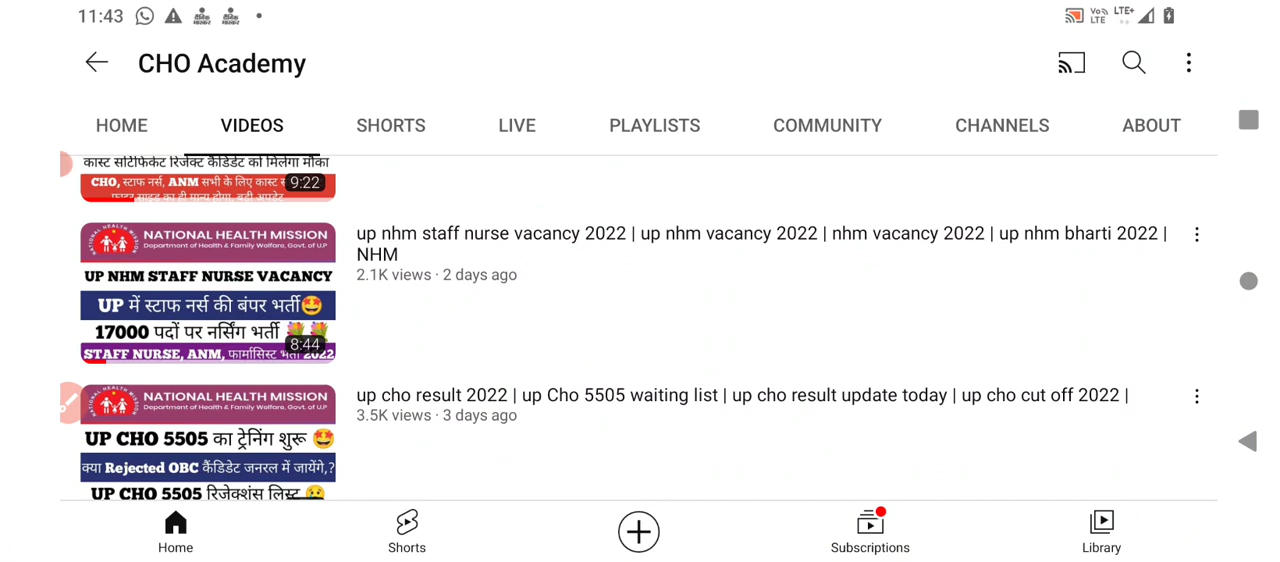 11:43
VoLTE LTE+
CHO Academy
HOME VIDEOS SHORTS LIVE PLAYLISTS COMMUNITY CHANNELS ABOUT
कास्ट सर्टिफिकेट रिजेक्ट कैंडिडेट को मिलेगा मौका
CHO, स्टाफ नर्स, ANM सभी के लिए कास्ट
9:22
NATIONAL HEALTH MISSION
Department of Health & Family Welfare, Govt. of U.P
UP NHM STAFF NURSE VACANCY
UP में स्टाफ नर्स की बंपर भर्ती🤩
17000 पदों पर नर्सिंग भर्ती 💐💐
8:44
STAFF NURSE, ANM, फार्मासिस्ट भर्ती 2022
up nhm staff nurse vacancy 2022 | up nhm vacancy 2022 | nhm vacancy 2022 | up nhm bharti 2022 |
NHM
2.1K views · 2 days ago
NATIONAL HEALTH MISSION
Department of Health & Family Welfare, Govt. of U.P
UP CHO 5505 का ट्रेनिंग शुरू 🤩
क्या Rejected OBC कैंडिडेट जनरल में जायेंगे,?
UP CHO 5505 रिजेक्शंस लिस्ट 😢
up cho result 2022 | up Cho 5505 waiting list | up cho result update today | up cho cut off 2022 |
3.5K views · 3 days ago
Home Shorts Subscriptions Library